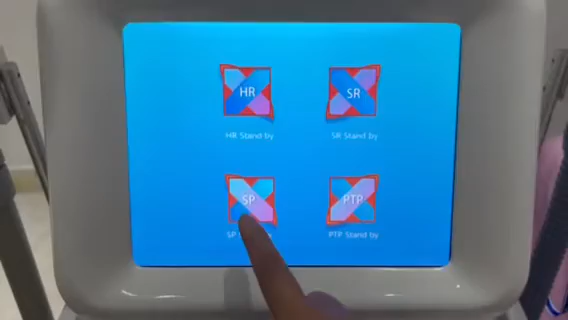 HR
SR
HR Stand by
SR Stand by
SP
PTP
SP
PTP Stand by